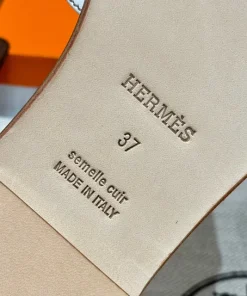 HERMÈS
37
semelle cuir
MADE IN ITALY